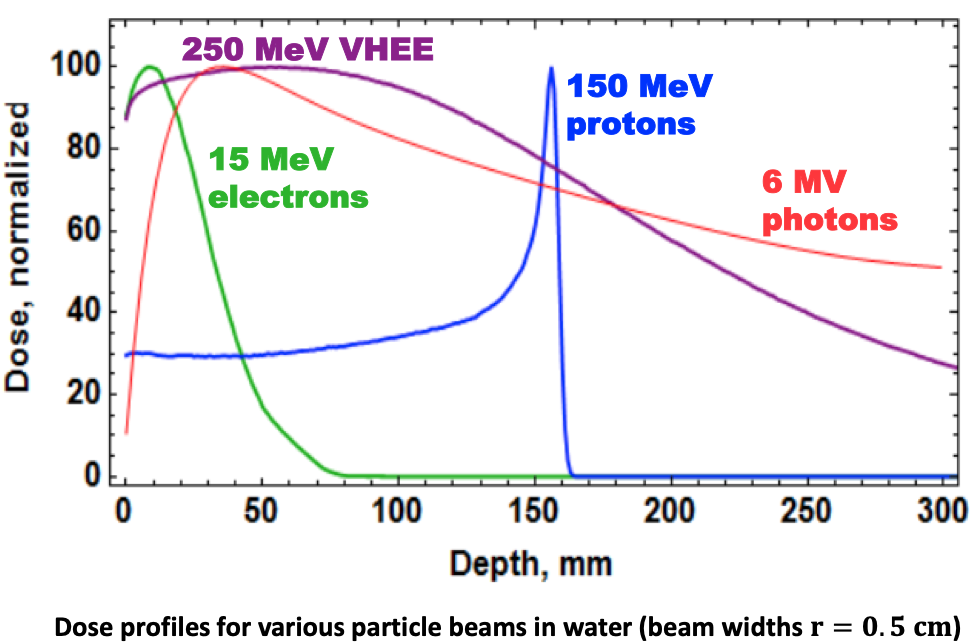 250 MeV VHEE
150 MeV
protons
15 MeV
electrons
6 MV
photons
Dose, normalized
100
80
60
40
20
0
0 50 100 150 200 250 300
Depth, mm
Dose profiles for various particle beams in water (beam widths r = 0.5 cm)